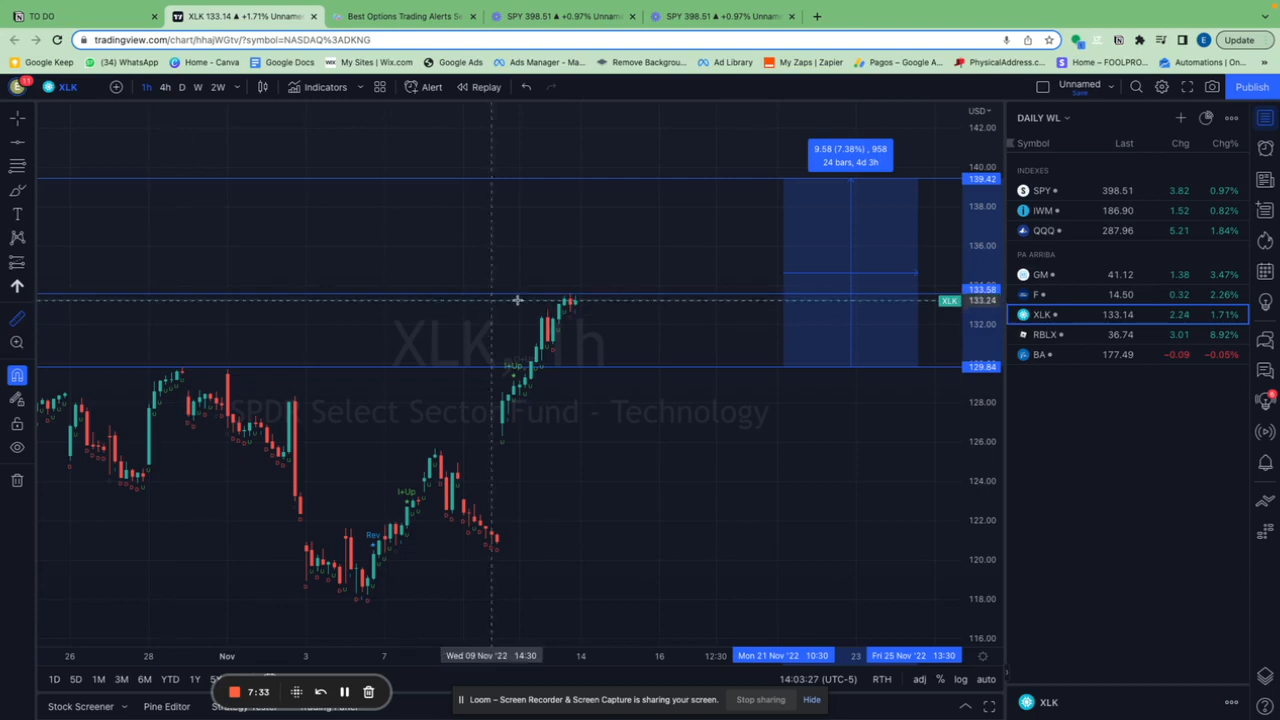 TO DO
XLK 133.14 ▲ +1.71% Unname
Best Options Trading Alerts Se
SPY 398.51 ▲ +0.97% Unnam
SPY 398.51 ▲ +0.97% Unnam
tradingview.com/chart/hhajWGtv/?symbol=NASDAQ%3ADKNG
E Update
Google Keep (34) WhatsApp Home - Canva Google Docs My Sites | Wix.com Google Ads Ads Manager - Ma... Remove Backgrou... Ad Library My Zaps | Zapier Pagos – Google A... PhysicalAddress.c... Home – FOOLPRO... Automations | On...
E 11 XLK 1h 4h D W 2W Indicators Alert Replay Unnamed Save Publish
USD
142.00
140.00
139.42
138.00
136.00
133.58
XLK 133.24
132.00
129.84
128.00
126.00
124.00
122.00
120.00
118.00
116.00
9.58 (7.38%) , 958
24 bars, 4d 3h
XLK, 1h
SPDR Select Sector Fund - Technology
I+Up
I+Up
Rev
26 28 Nov 3 7 Wed 09 Nov '22 14:30 14 16 12:30 Mon 21 Nov '22 10:30 23 Fri 25 Nov '22 13:30
1D 5D 1M 3M 6M YTD 1Y
14:03:27 (UTC-5) RTH adj % log auto
7:33
Loom – Screen Recorder & Screen Capture is sharing your screen. Stop sharing Hide
Stock Screener Pine Editor Strategy Tester Trading Panel
DAILY WL
Symbol Last Chg Chg%
INDEXES
SPY 398.51 3.82 0.97%
IWM 186.90 1.52 0.82%
QQQ 287.96 5.21 1.84%
PA ARRIBA
GM 41.12 1.38 3.47%
F 14.50 0.32 2.26%
XLK 133.14 2.24 1.71%
RBLX 36.74 3.01 8.92%
BA 177.49 −0.09 −0.05%
XLK